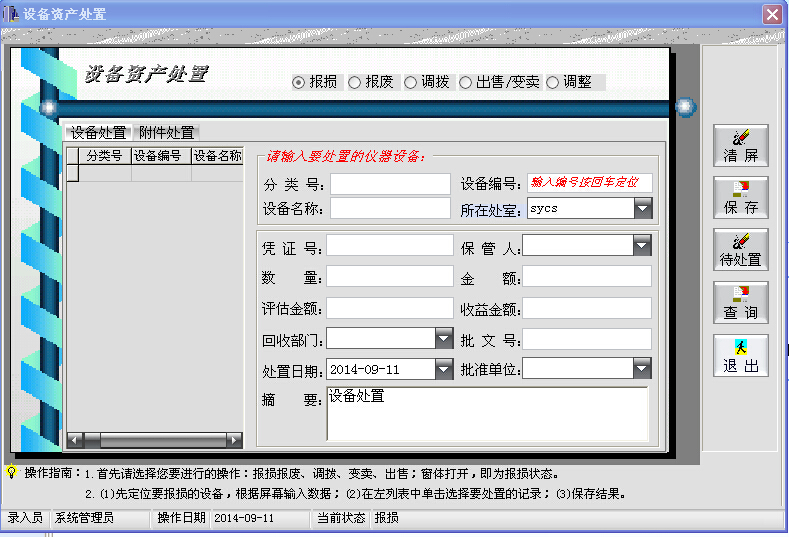 设备资产处置
设备资产处置
报损 报废 调拨 出售/变卖 调整
设备处置 附件处置
分类号 设备编号 设备名称
请输入要处置的仪器设备：
分 类 号： 设备编号： 输入编号按回车定位
设备名称： 所在处室： sycs
凭 证 号： 保 管 人：
数 量： 金 额：
评估金额： 收益金额：
回收部门： 批 文 号：
处置日期： 2014-09-11 批准单位：
摘 要： 设备处置
清 屏
保 存
待处置
查 询
退 出
操作指南：1.首先请选择您要进行的操作：报损报废、调拨、变卖、出售；窗体打开，即为报损状态。
2.(1)先定位要报损的设备，根据屏幕输入数据；(2)在左列表中单击选择要处置的记录；(3)保存结果。
录入员 系统管理员 操作日期 2014-09-11 当前状态 报损